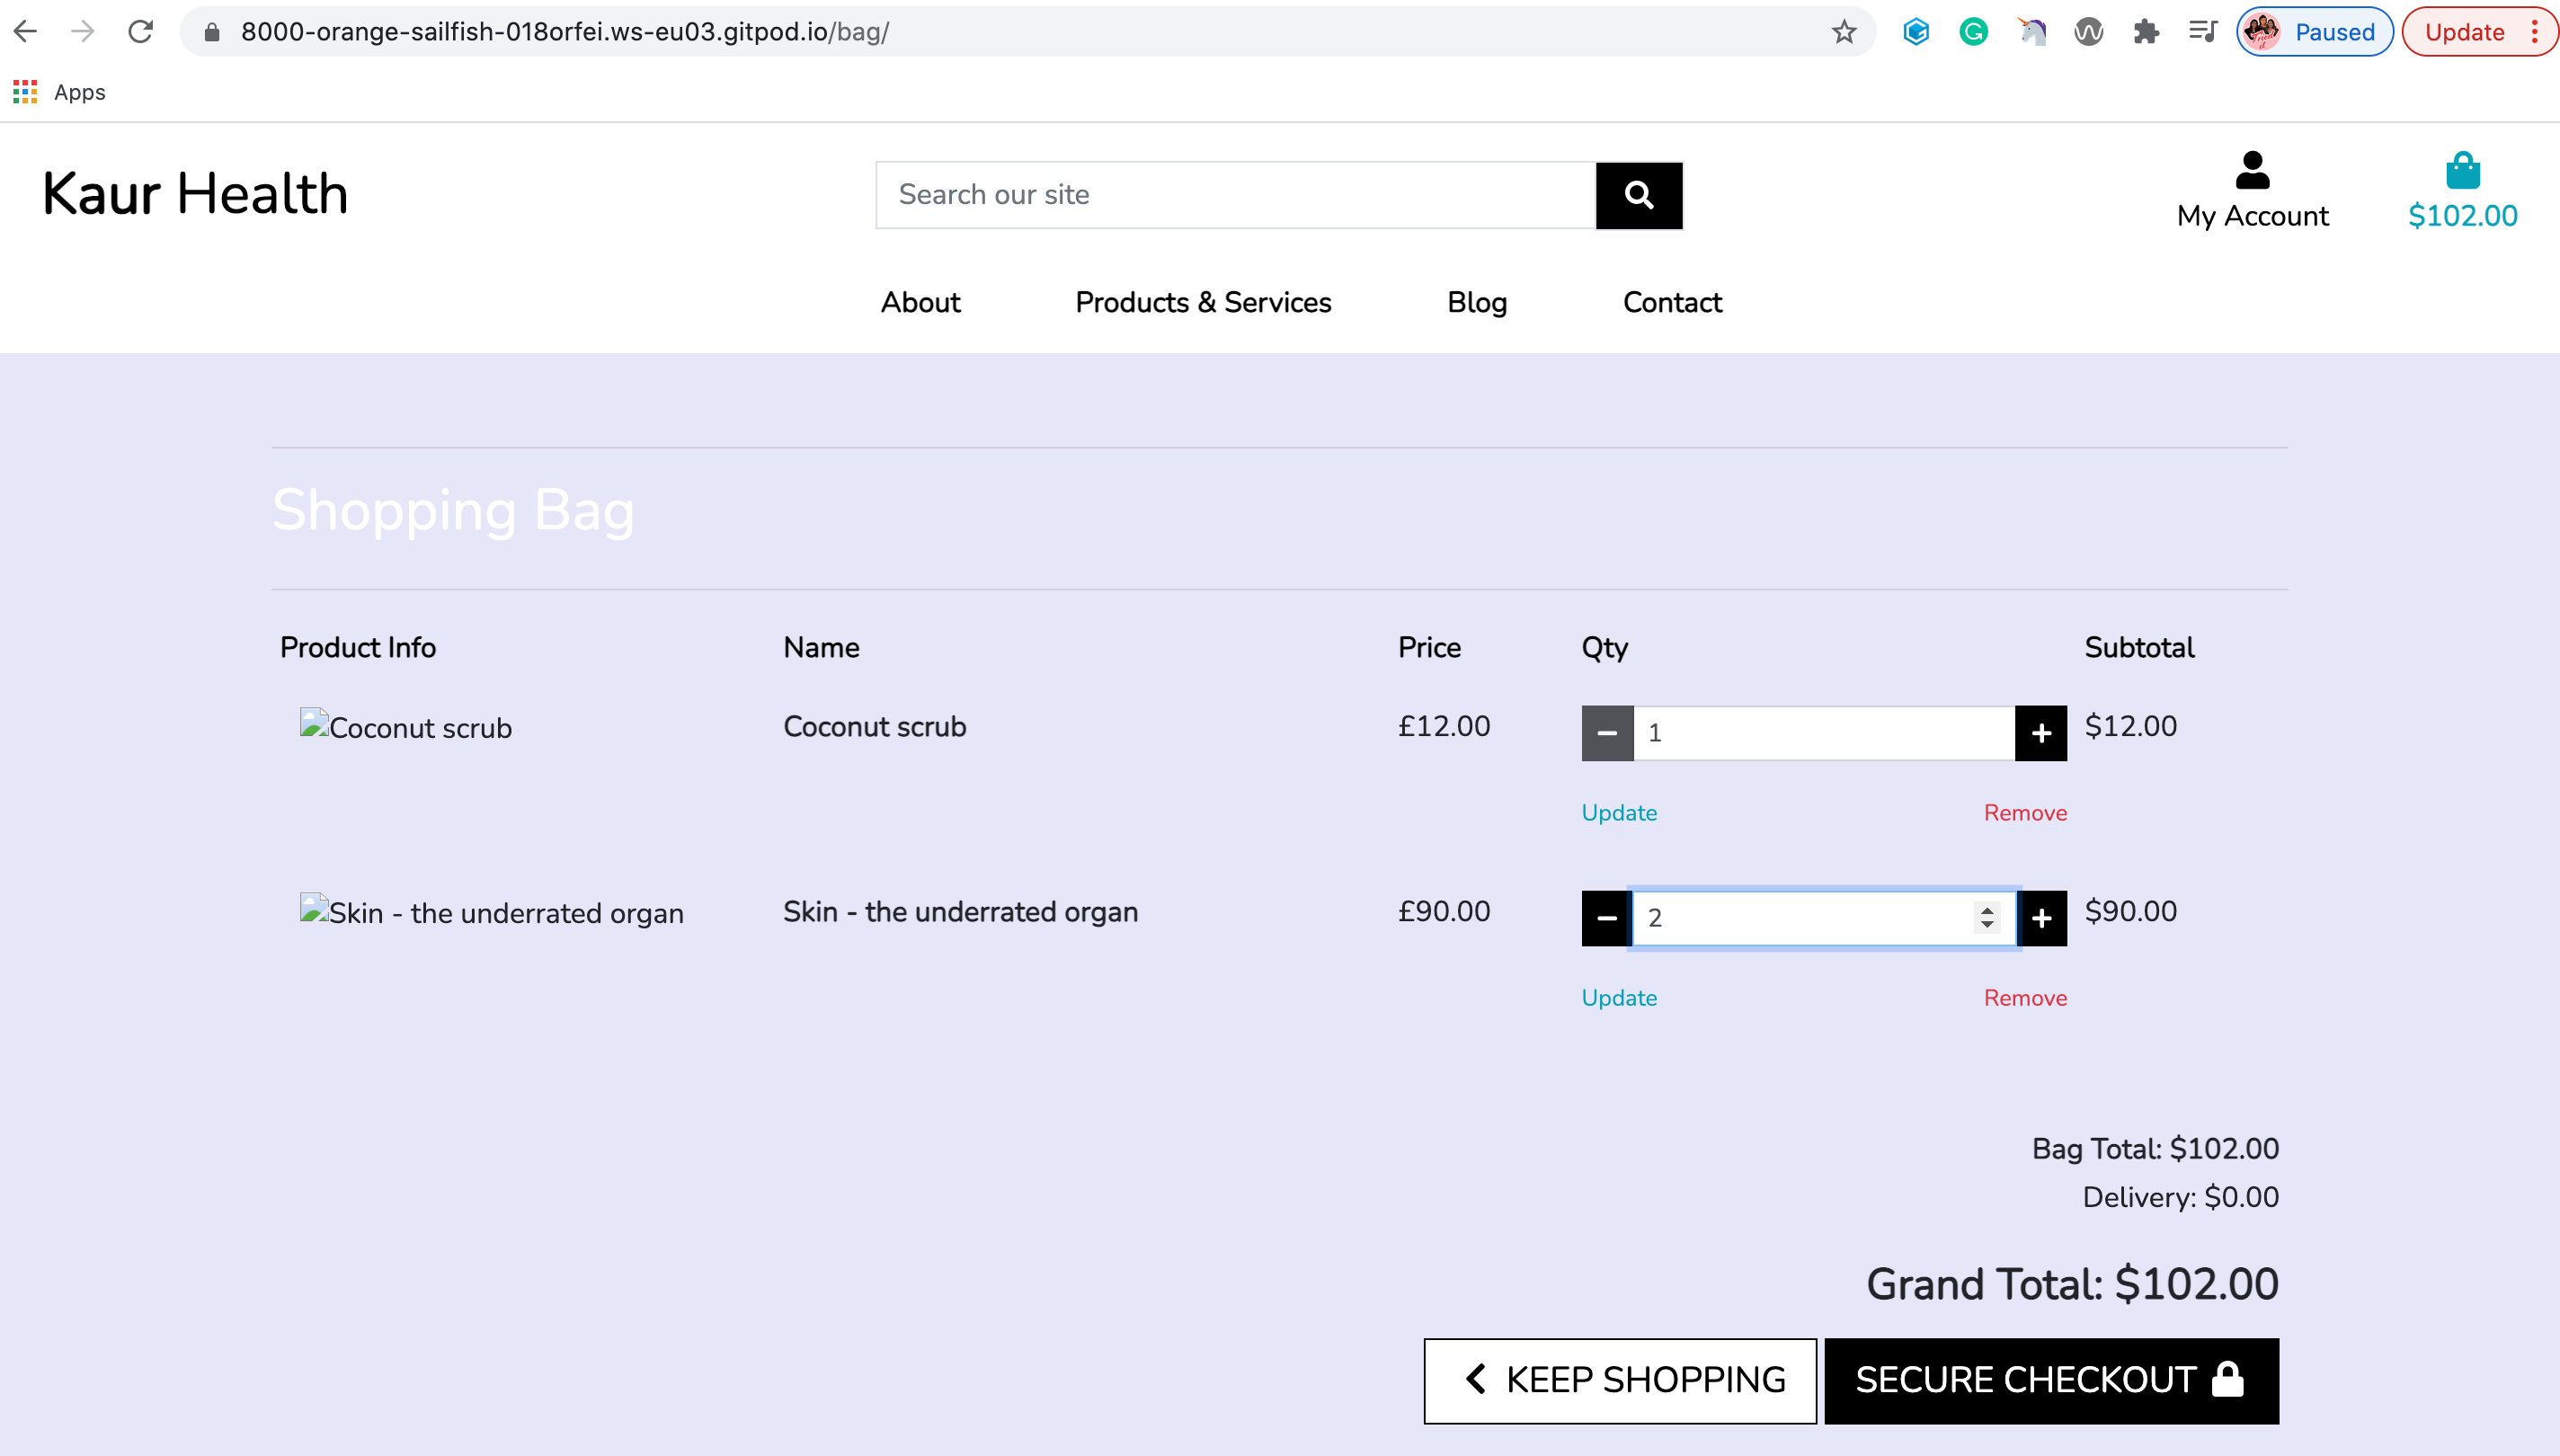 8000-orange-sailfish-018orfei.ws-eu03.gitpod.io/bag/
Paused
Update
Apps
Kaur Health
Search our site
My Account
$102.00
About Products & Services Blog Contact
Shopping Bag
Product Info Name Price Qty Subtotal
Coconut scrub Coconut scrub £12.00 − 1 + $12.00
Update Remove
Skin - the underrated organ Skin - the underrated organ £90.00 − 2 + $90.00
Update Remove
Bag Total: $102.00
Delivery: $0.00
Grand Total: $102.00
KEEP SHOPPING SECURE CHECKOUT